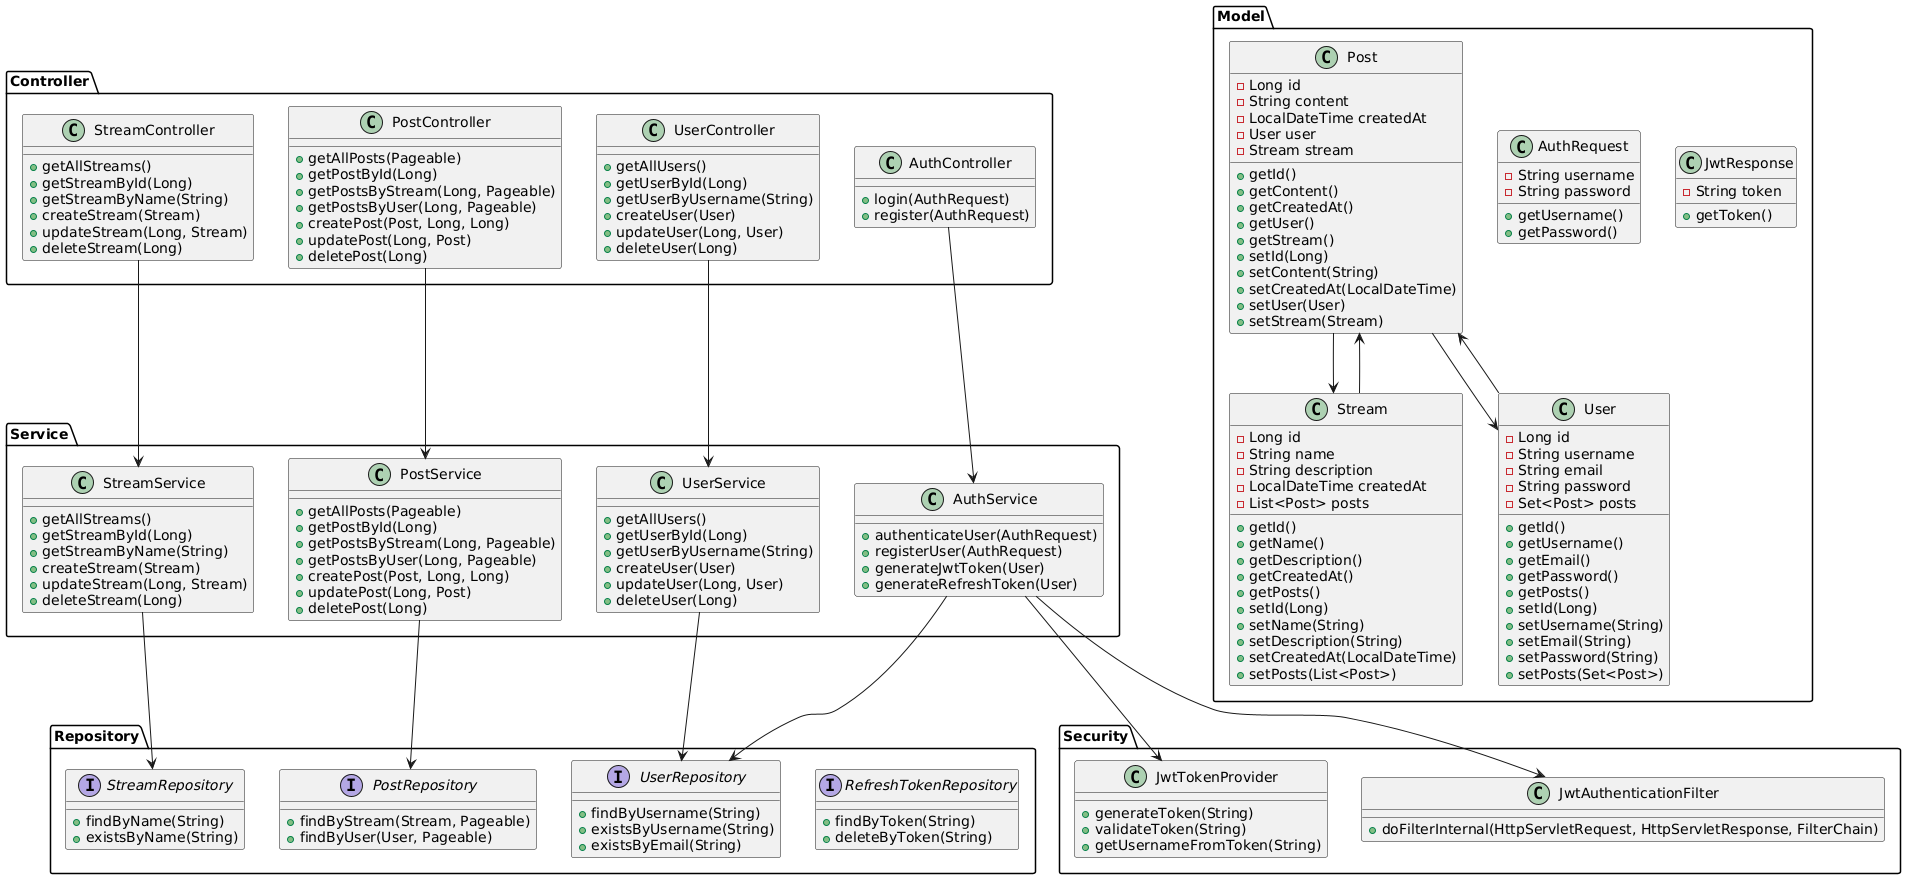 Controller
C StreamController
getAllStreams()
getStreamById(Long)
getStreamByName(String)
createStream(Stream)
updateStream(Long, Stream)
deleteStream(Long)
C PostController
getAllPosts(Pageable)
getPostById(Long)
getPostsByStream(Long, Pageable)
getPostsByUser(Long, Pageable)
createPost(Post, Long, Long)
updatePost(Long, Post)
deletePost(Long)
C UserController
getAllUsers()
getUserById(Long)
getUserByUsername(String)
createUser(User)
updateUser(Long, User)
deleteUser(Long)
C AuthController
login(AuthRequest)
register(AuthRequest)
Model
C Post
Long id
String content
LocalDateTime createdAt
User user
Stream stream
getId()
getContent()
getCreatedAt()
getUser()
getStream()
setId(Long)
setContent(String)
setCreatedAt(LocalDateTime)
setUser(User)
setStream(Stream)
C AuthRequest
String username
String password
getUsername()
getPassword()
C JwtResponse
String token
getToken()
C Stream
Long id
String name
String description
LocalDateTime createdAt
List<Post> posts
getId()
getName()
getDescription()
getCreatedAt()
getPosts()
setId(Long)
setName(String)
setDescription(String)
setCreatedAt(LocalDateTime)
setPosts(List<Post>)
C User
Long id
String username
String email
String password
Set<Post> posts
getId()
getUsername()
getEmail()
getPassword()
getPosts()
setId(Long)
setUsername(String)
setEmail(String)
setPassword(String)
setPosts(Set<Post>)
Service
C StreamService
getAllStreams()
getStreamById(Long)
getStreamByName(String)
createStream(Stream)
updateStream(Long, Stream)
deleteStream(Long)
C PostService
getAllPosts(Pageable)
getPostById(Long)
getPostsByStream(Long, Pageable)
getPostsByUser(Long, Pageable)
createPost(Post, Long, Long)
updatePost(Long, Post)
deletePost(Long)
C UserService
getAllUsers()
getUserById(Long)
getUserByUsername(String)
createUser(User)
updateUser(Long, User)
deleteUser(Long)
C AuthService
authenticateUser(AuthRequest)
registerUser(AuthRequest)
generateJwtToken(User)
generateRefreshToken(User)
Repository
I StreamRepository
findByName(String)
existsByName(String)
I PostRepository
findByStream(Stream, Pageable)
findByUser(User, Pageable)
I UserRepository
findByUsername(String)
existsByUsername(String)
existsByEmail(String)
I RefreshTokenRepository
findByToken(String)
deleteByToken(String)
Security
C JwtTokenProvider
generateToken(String)
validateToken(String)
getUsernameFromToken(String)
C JwtAuthenticationFilter
doFilterInternal(HttpServletRequest, HttpServletResponse, FilterChain)